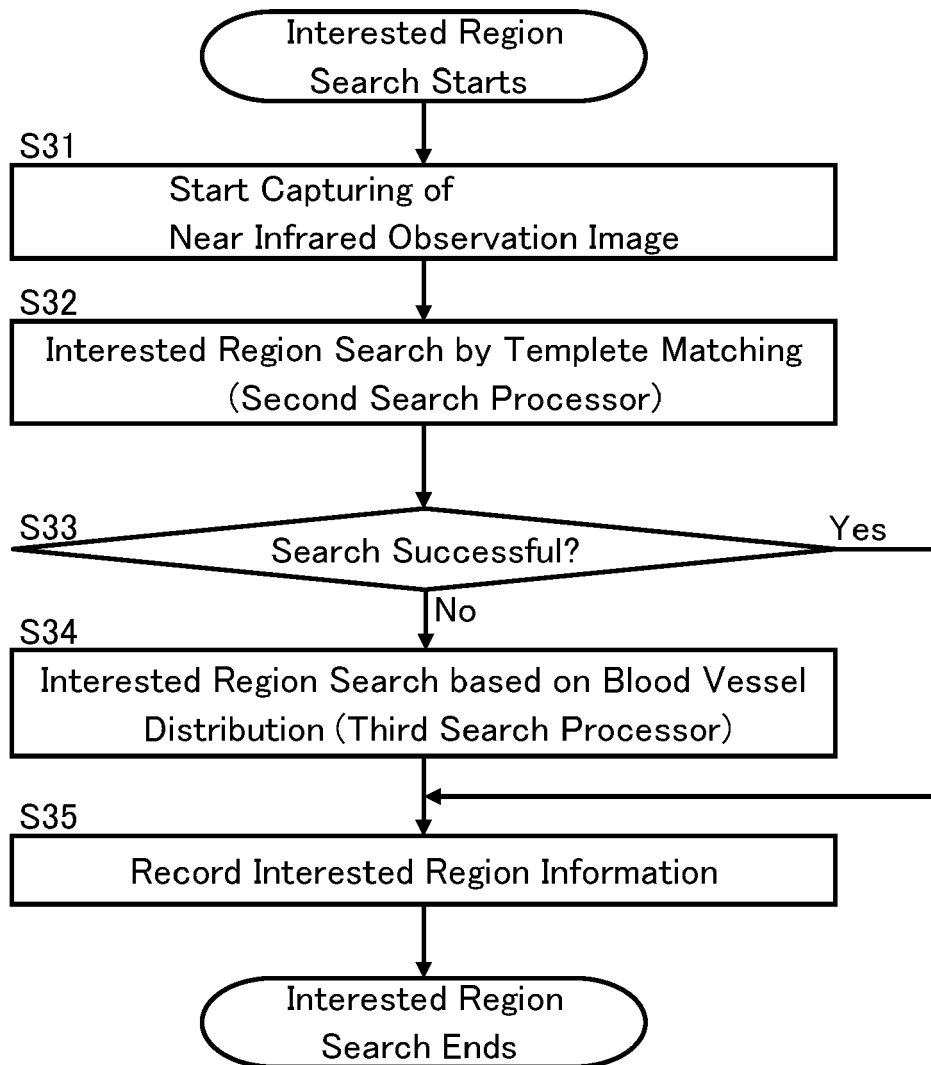 Interested Region
Search Starts
S31
Start Capturing of
Near Infrared Observation Image
S32
Interested Region Search by Templete Matching
(Second Search Processor)
S33
Search Successful?
Yes
No
S34
Interested Region Search based on Blood Vessel
Distribution (Third Search Processor)
S35
Record Interested Region Information
Interested Region
Search Ends